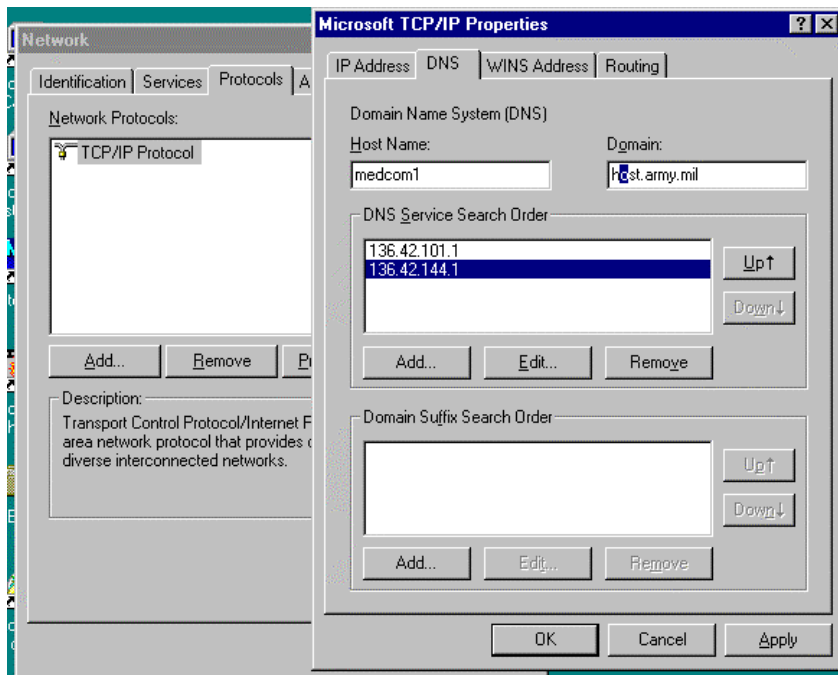 Network
Identification
Services
Protocols
A
Network Protocols:
TCP/IP Protocol
Add...
Remove
Description:
Transport Control Protocol/Internet
area network protocol that provides
diverse interconnected networks.
Microsoft TCP/IP Properties
IP Address
DNS
WINS Address
Routing
Domain Name System (DNS)
Host Name:
Domain:
medcom1
host.army.mil
DNS Service Search Order
136.42.101.1
136.42.144.1
Up↑
Down↓
Add...
Edit...
Remove
Domain Suffix Search Order
Up↑
Down↓
Add...
Edit...
Remove
OK
Cancel
Apply